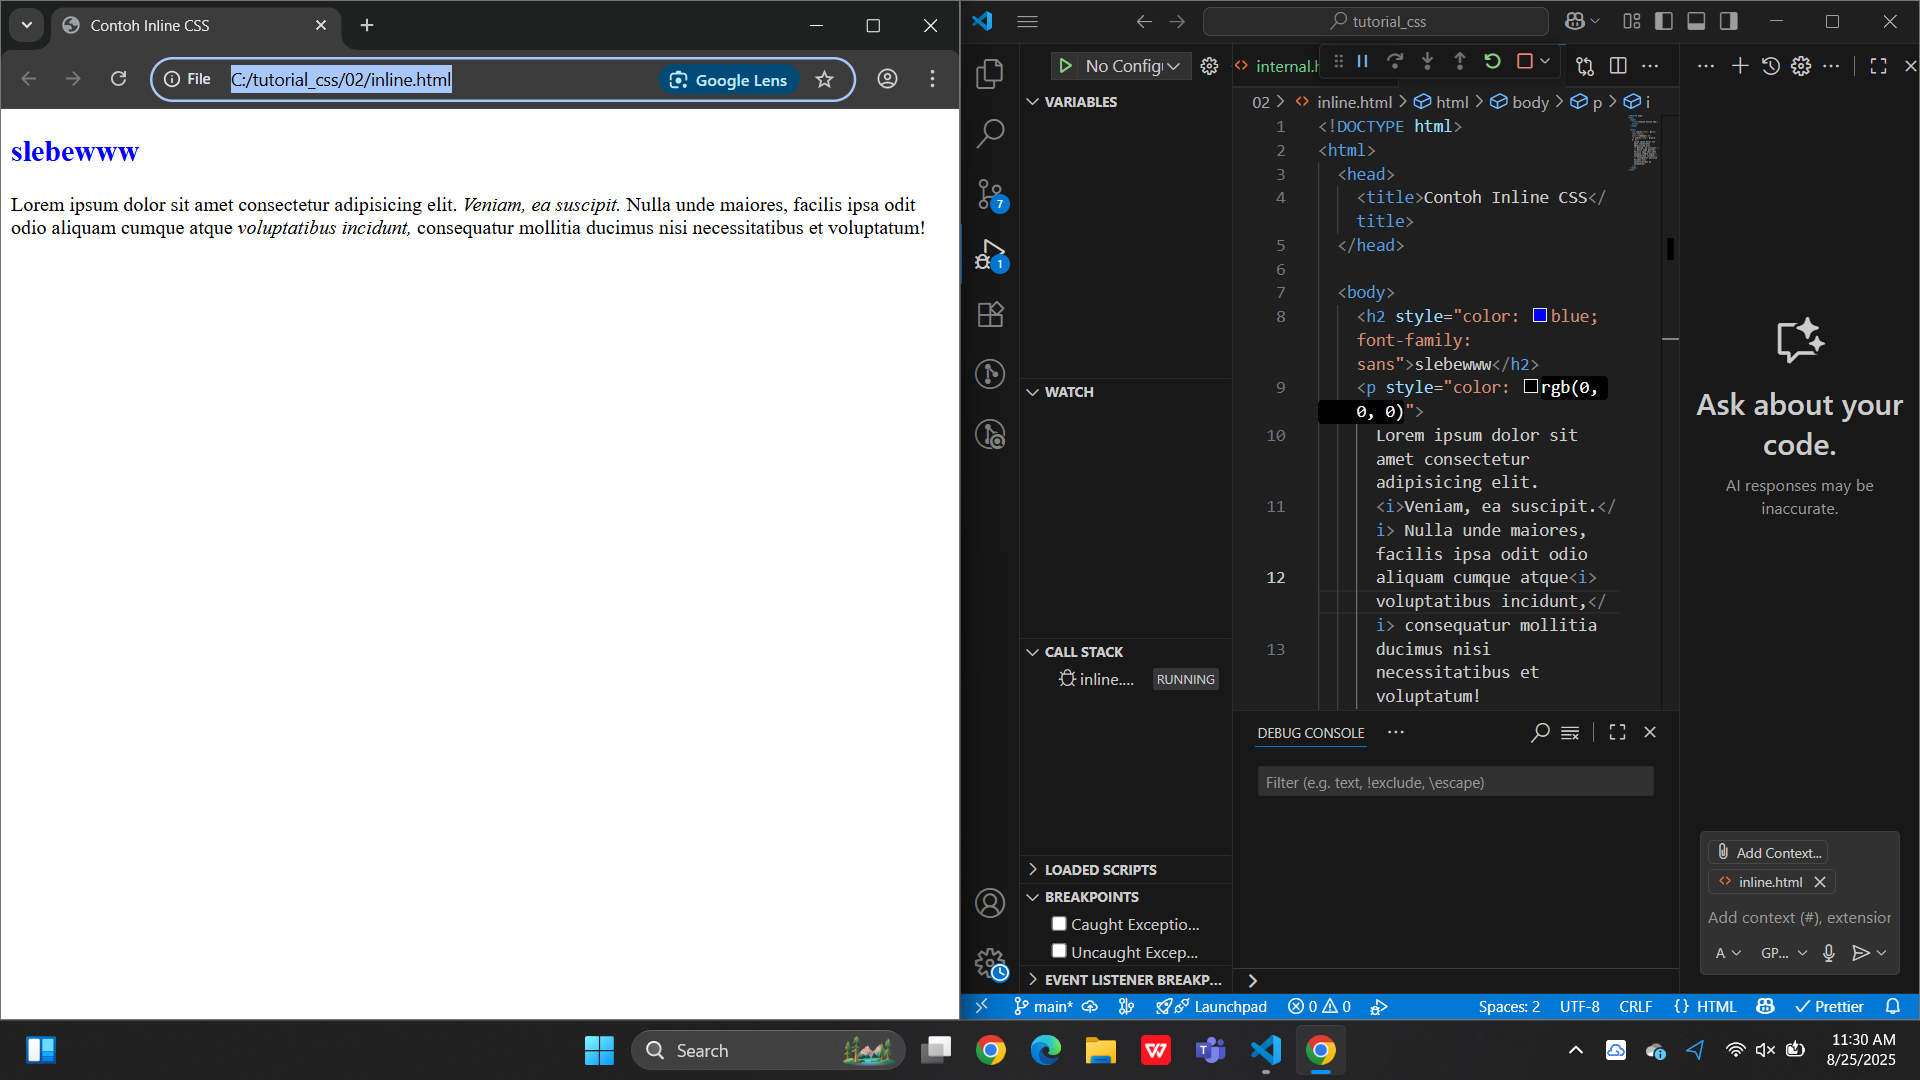 Contoh Inline CSS
File
C:/tutorial_css/02/inline.html
Google Lens
slebewww
Lorem ipsum dolor sit amet consectetur adipisicing elit. Veniam, ea suscipit. Nulla unde maiores, facilis ipsa odit
odio aliquam cumque atque voluptatibus incidunt, consequatur mollitia ducimus nisi necessitatibus et voluptatum!
tutorial_css
No Config
internal.h
7
1
VARIABLES
WATCH
CALL STACK
inline....
RUNNING
LOADED SCRIPTS
BREAKPOINTS
Caught Exceptio...
Uncaught Excep...
EVENT LISTENER BREAKP...
02 > inline.html > html > body > p > i
1 <!DOCTYPE html>
2 <html>
3 <head>
4 <title>Contoh Inline CSS</
title>
5 </head>
6
7 <body>
8 <h2 style="color: blue;
font-family:
sans">slebewww</h2>
9 <p style="color: rgb(0,
0, 0)">
10 Lorem ipsum dolor sit
amet consectetur
adipisicing elit.
11 <i>Veniam, ea suscipit.</
i> Nulla unde maiores,
facilis ipsa odit odio
12 aliquam cumque atque<i>
voluptatibus incidunt,</
i> consequatur mollitia
13 ducimus nisi
necessitatibus et
voluptatum!
DEBUG CONSOLE
Filter (e.g. text, !exclude, \escape)
Ask about your
code.
AI responses may be
inaccurate.
Add Context...
inline.html
Add context (#), extension
A
GP...
main*
Launchpad
0
0
Spaces: 2
UTF-8
CRLF
{} HTML
Prettier
Search
11:30 AM
8/25/2025